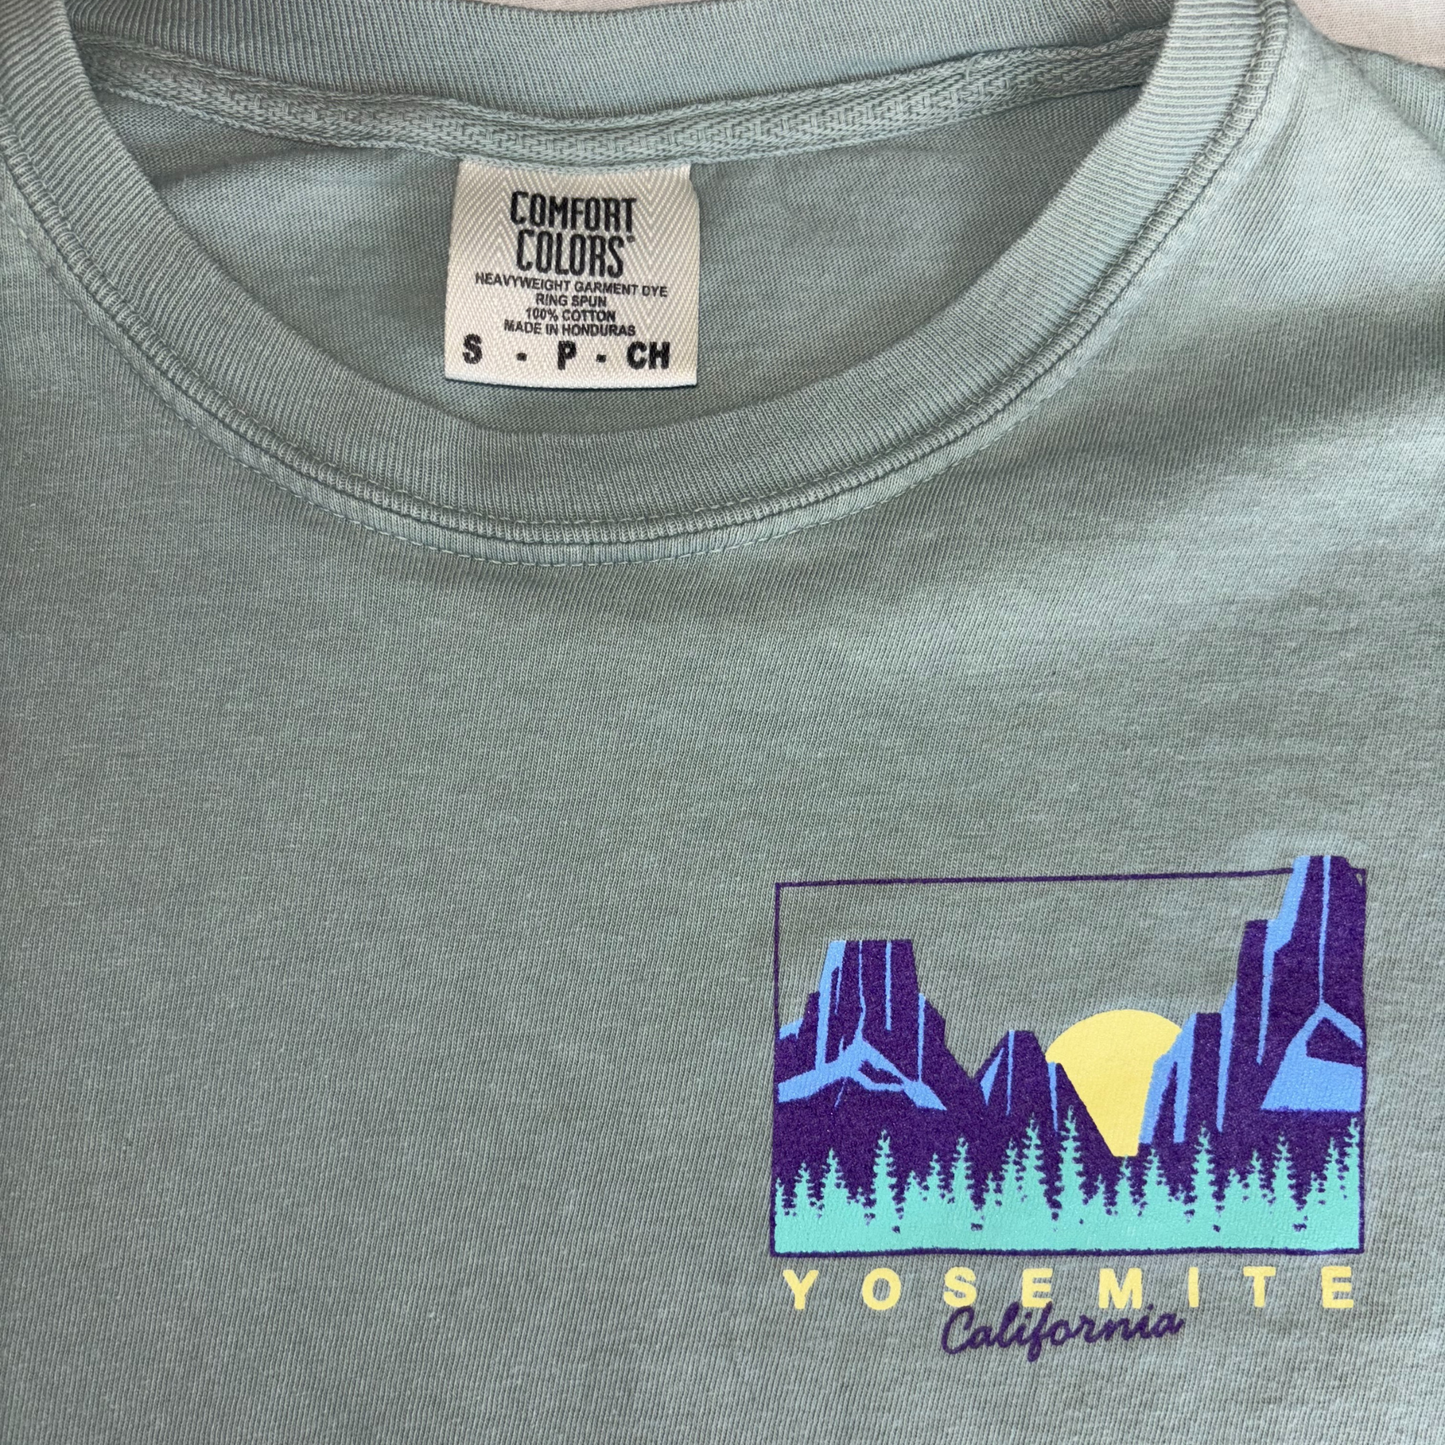 COMFORT
COLORS®
HEAVYWEIGHT GARMENT DYE
RING SPUN
100% COTTON
MADE IN HONDURAS
S - P - CH
YOSEMITE
California